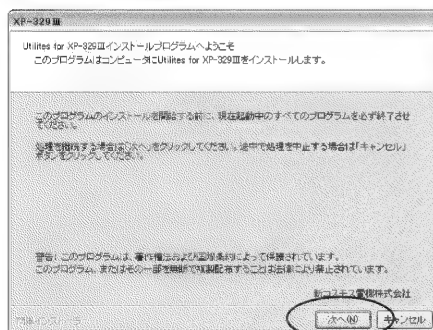 XP-329Ⅲ
Utilites for XP-329Ⅲインストールプログラムへようこそ
このプログラムはコンピュータにUtilites for XP-329Ⅲをインストールします。
このプログラムのインストールを開始する前に、現在起動中のすべてのプログラムを必ず終了させ
てください。
処理を継続する場合は「次へ」をクリックしてください。途中で処理を中止する場合は「キャンセル」
ボタンをクリックしてください。
警告：このプログラムは、著作権法および国際条約によって保護されています。
このプログラム、またはその一部を無断で複製配布することは法律により禁止されています。
新コスモス電機株式会社
次へ(N)
キャンセル